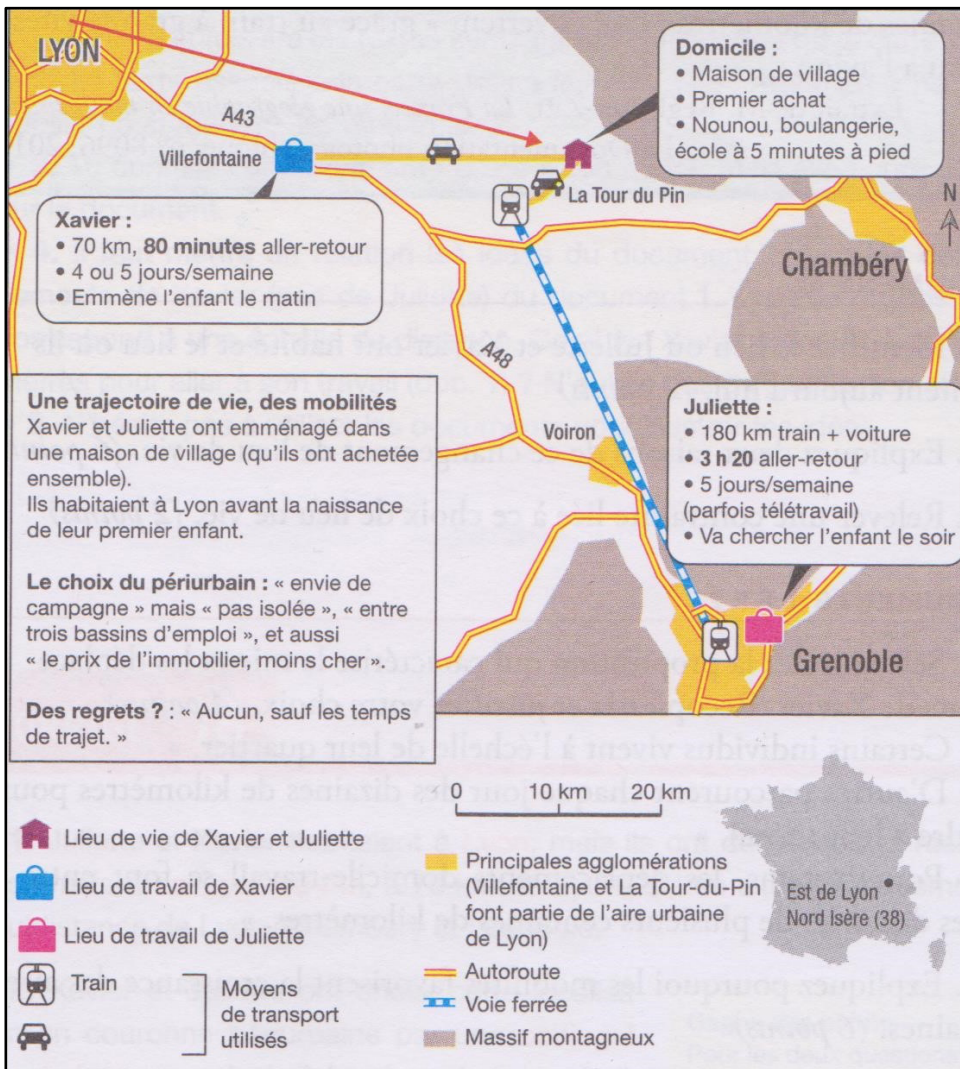 LYON
A43
Villefontaine
La Tour du Pin
Domicile :
• Maison de village
• Premier achat
• Nounou, boulangerie,
école à 5 minutes à pied
N
Chambéry
Xavier :
• 70 km, 80 minutes aller-retour
• 4 ou 5 jours/semaine
• Emmène l'enfant le matin
A48
Voiron
Juliette :
• 180 km train + voiture
• 3 h 20 aller-retour
• 5 jours/semaine
(parfois télétravail)
• Va chercher l'enfant le soir
Grenoble
Une trajectoire de vie, des mobilités
Xavier et Juliette ont emménagé dans
une maison de village (qu'ils ont achetée
ensemble).
Ils habitaient à Lyon avant la naissance
de leur premier enfant.
Le choix du périurbain : « envie de
campagne » mais « pas isolée », « entre
trois bassins d'emploi », et aussi
« le prix de l'immobilier, moins cher ».
Des regrets ? : « Aucun, sauf les temps
de trajet. »
0 10 km 20 km
Lieu de vie de Xavier et Juliette
Lieu de travail de Xavier
Lieu de travail de Juliette
Train
Moyens
de transport
utilisés
Principales agglomérations
(Villefontaine et La Tour-du-Pin
font partie de l'aire urbaine
de Lyon)
Autoroute
Voie ferrée
Massif montagneux
Est de Lyon
Nord Isère (38)